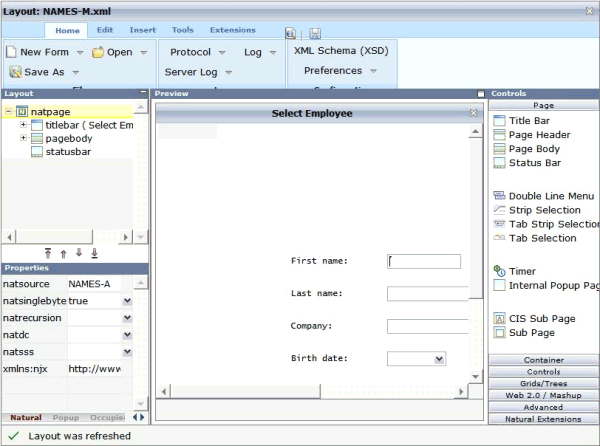 Layout: NAMES-M.xml
Home Edit Insert Tools Extensions
New Form Open Protocol Log XML Schema (XSD)
Save As Server Log Preferences
Layout Preview Controls
natpage
titlebar ( Select Em
pagebody
statusbar
Select Employee
First name:
Last name:
Company:
Birth date:
Properties
natsource NAMES-A
natsinglebyte true
natrecursion
natdc
natsss
xmlns:njx http://www
Natural Popup Occupied
Page
Title Bar
Page Header
Page Body
Status Bar
Double Line Menu
Strip Selection
Tab Strip Selection
Tab Selection
Timer
Internal Popup Pag
CIS Sub Page
Sub Page
Container
Controls
Grids/Trees
Web 2.0 / Mashup
Advanced
Natural Extensions
Layout was refreshed